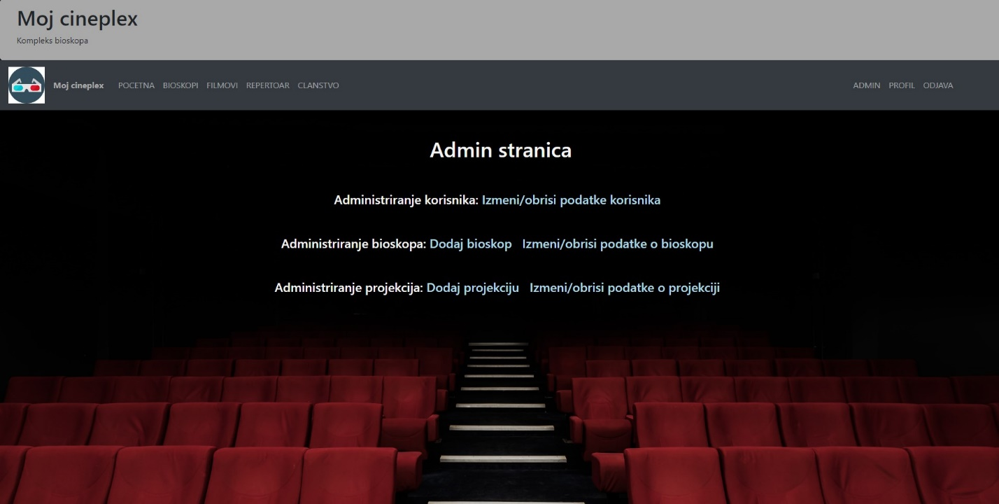 Moj cineplex
Kompleks bioskopa
Moj cineplex POCETNA BIOSKOPI FILMOVI REPERTOAR CLANSTVO ADMIN PROFIL ODJAVA
Admin stranica
Administriranje korisnika: Izmeni/obrisi podatke korisnika
Administriranje bioskopa: Dodaj bioskop Izmeni/obrisi podatke o bioskopu
Administriranje projekcija: Dodaj projekciju Izmeni/obrisi podatke o projekciji